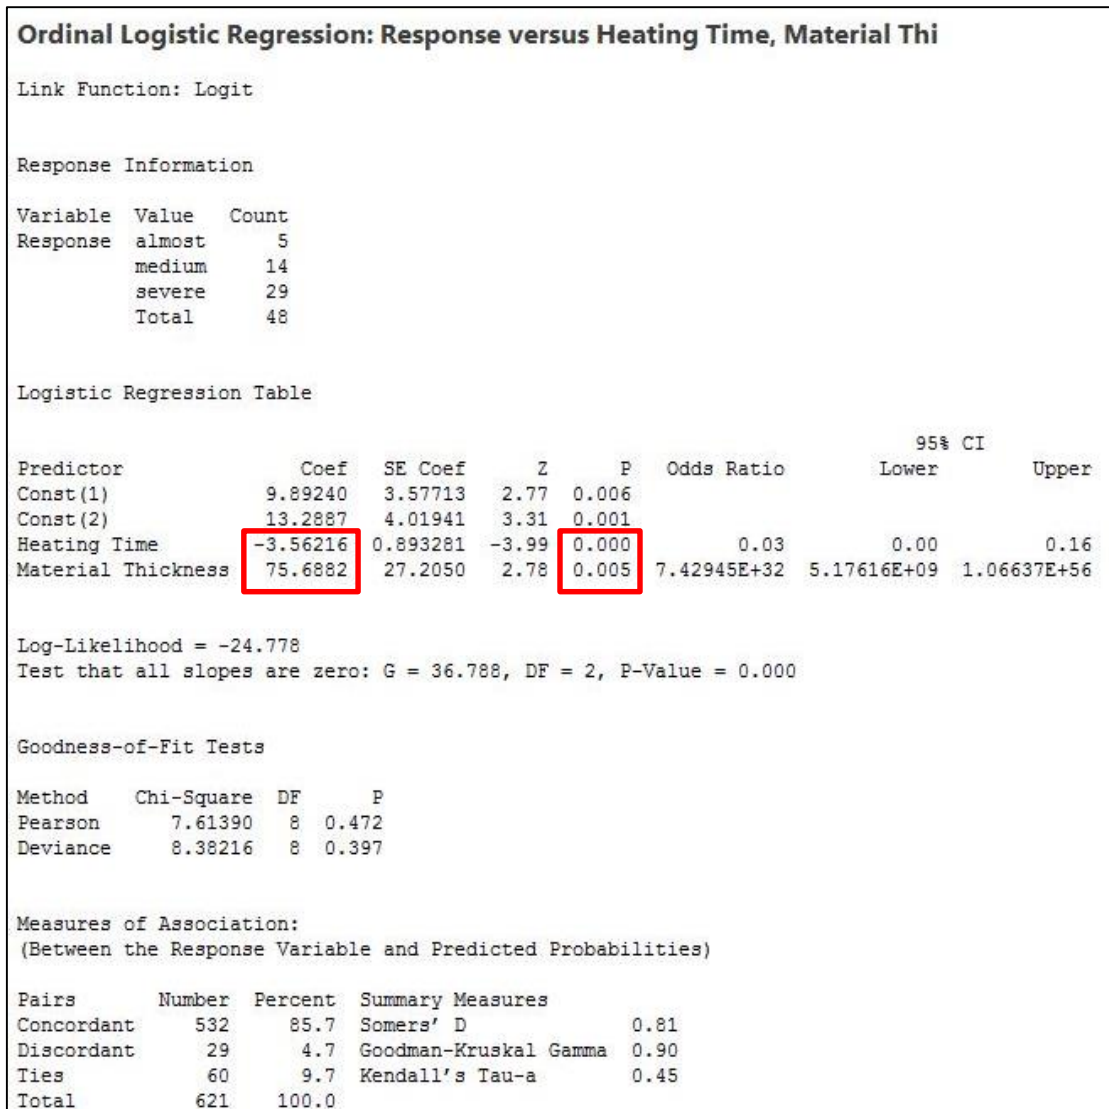 Ordinal Logistic Regression: Response versus Heating Time, Material Thi
Link Function: Logit
Response Information
Variable Value Count
Response almost 5
medium 14
severe 29
Total 48
Logistic Regression Table
95% CI
Predictor Coef SE Coef Z P Odds Ratio Lower Upper
Const(1) 9.89240 3.57713 2.77 0.006
Const(2) 13.2887 4.01941 3.31 0.001
Heating Time -3.56216 0.893281 -3.99 0.000 0.03 0.00 0.16
Material Thickness 75.6882 27.2050 2.78 0.005 7.42945E+32 5.17616E+09 1.06637E+56
Log-Likelihood = -24.778
Test that all slopes are zero: G = 36.788, DF = 2, P-Value = 0.000
Goodness-of-Fit Tests
Method Chi-Square DF P
Pearson 7.61390 8 0.472
Deviance 8.38216 8 0.397
Measures of Association:
(Between the Response Variable and Predicted Probabilities)
Pairs Number Percent Summary Measures
Concordant 532 85.7 Somers' D 0.81
Discordant 29 4.7 Goodman-Kruskal Gamma 0.90
Ties 60 9.7 Kendall's Tau-a 0.45
Total 621 100.0